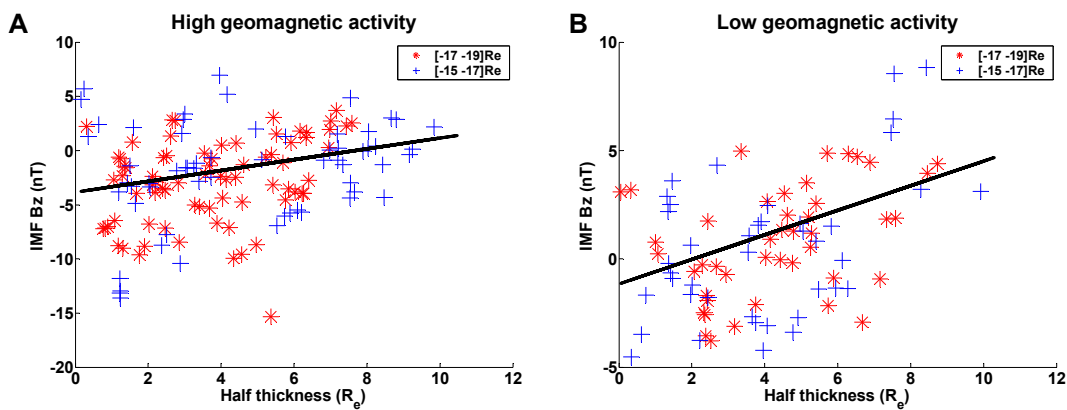 A
High geomagnetic activity
[-17 -19]Re
[-15 -17]Re
10
5
0
-5
-10
-15
-20
IMF Bz (nT)
0 2 4 6 8 10 12
Half thickness (Re)
B
Low geomagnetic activity
[-17 -19]Re
[-15 -17]Re
10
5
0
-5
IMF Bz (nT)
0 2 4 6 8 10 12
Half thickness (Re)